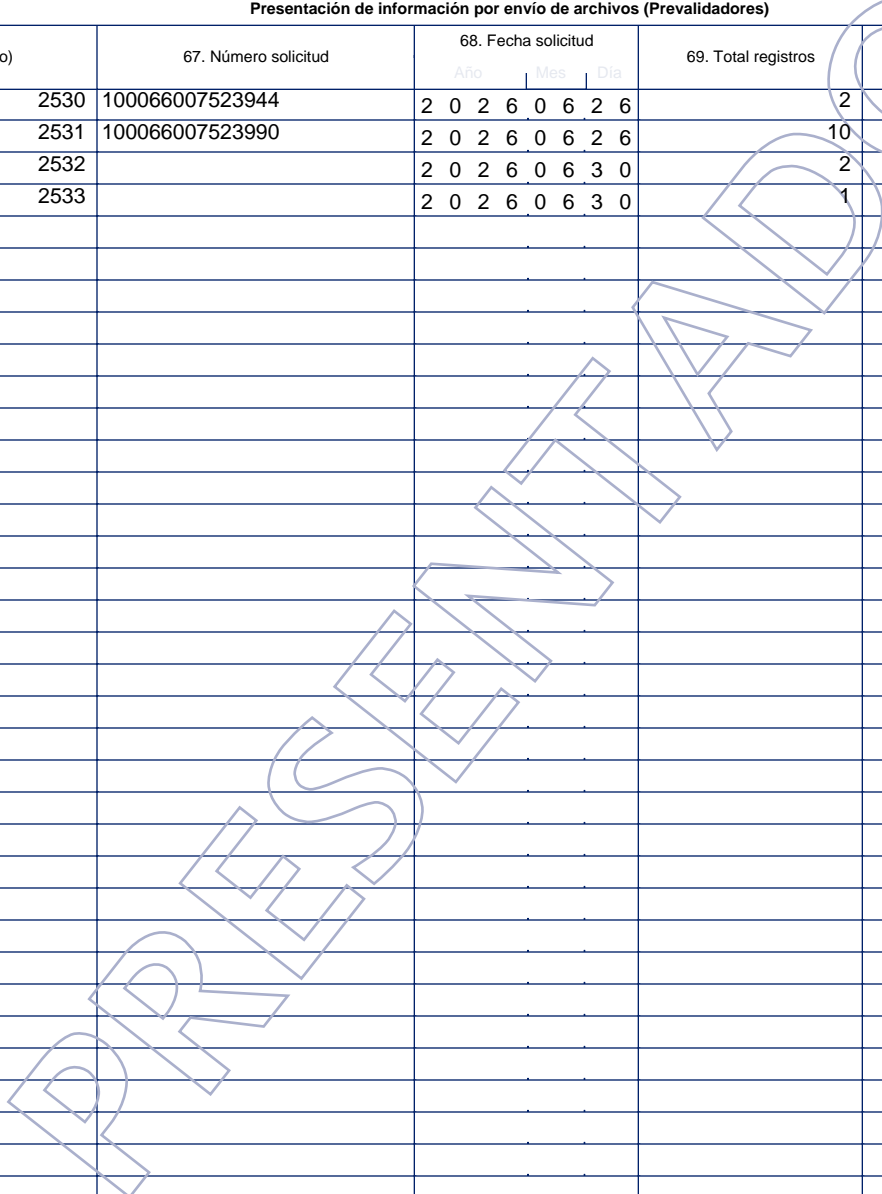 Presentación de información por envío de archivos (Prevalidadores)
o) 67. Número solicitud 68. Fecha solicitud 69. Total registros
Año Mes Día
2530 100066007523944 2 0 2 6 0 6 2 6 2
2531 100066007523990 2 0 2 6 0 6 2 6 10
2532 2 0 2 6 0 6 3 0 2
2533 2 0 2 6 0 6 3 0 1
PRESENTADO